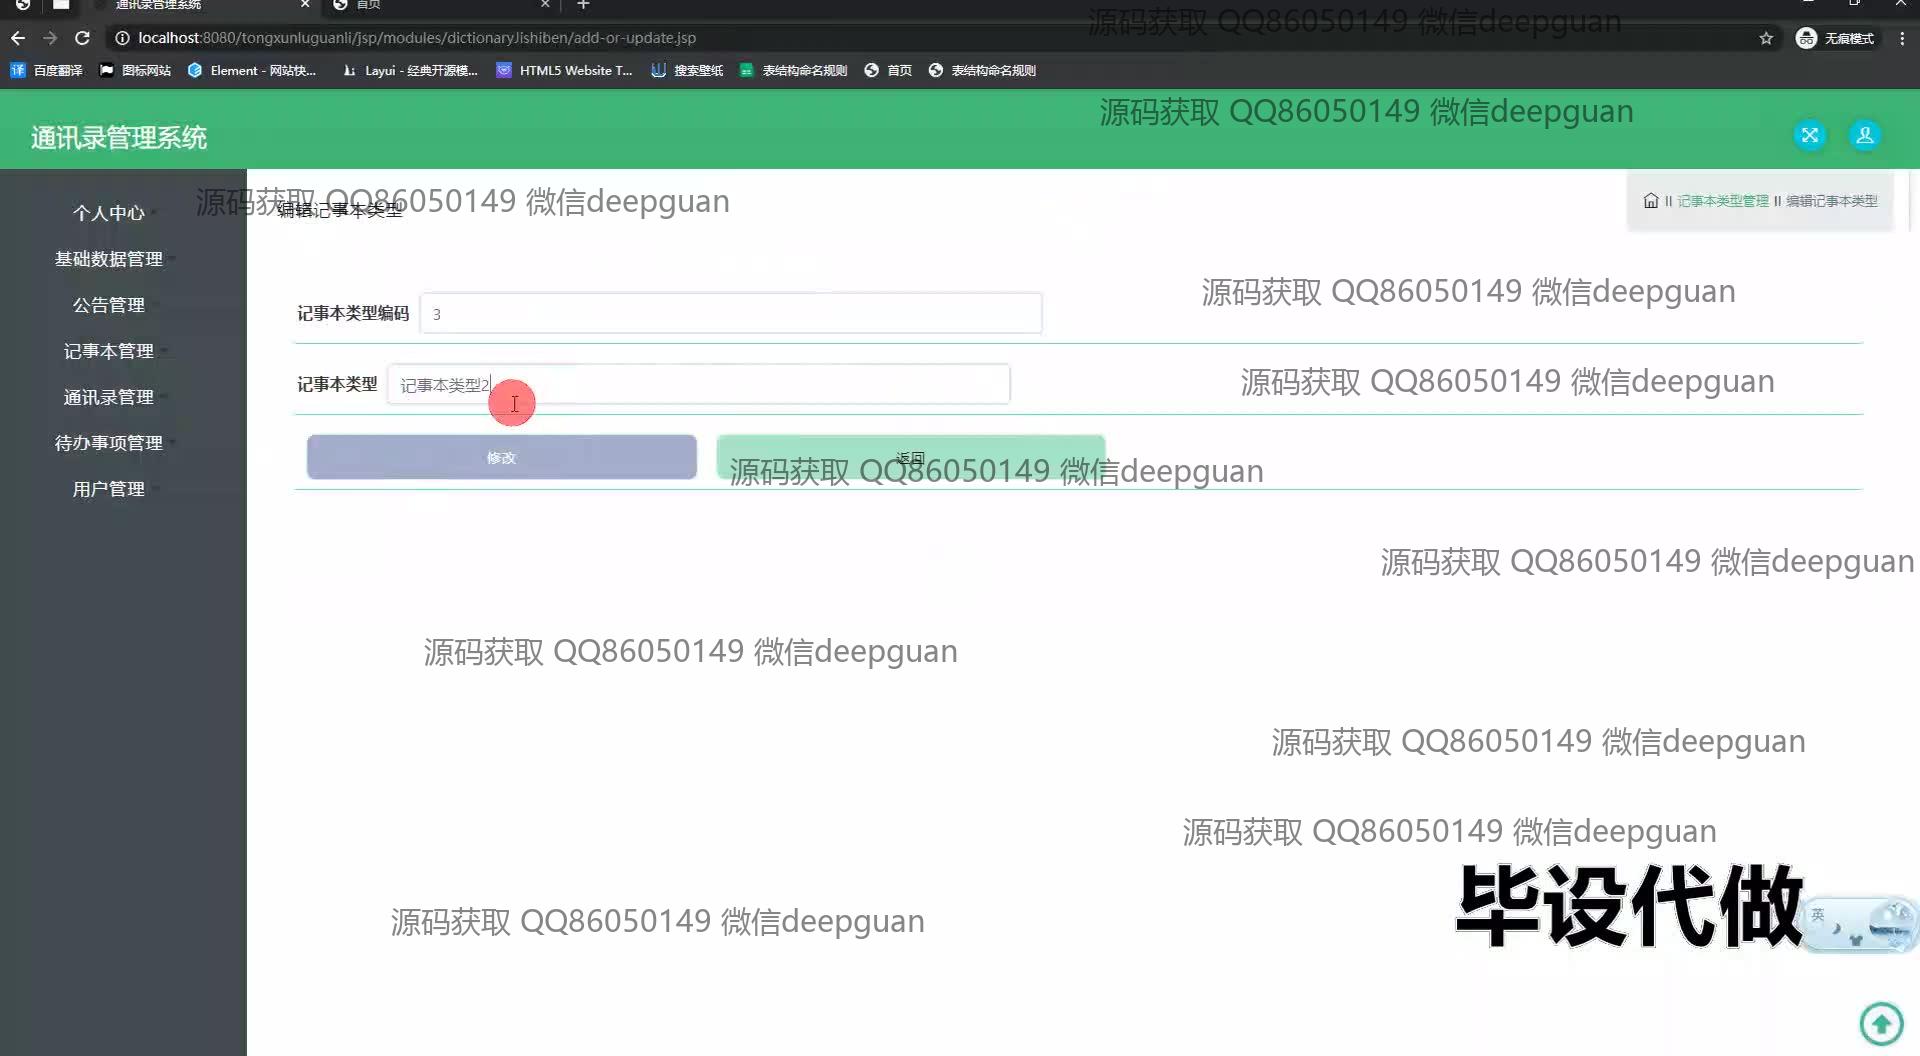 通讯录管理系统
首页
localhost:8080/tongxunluguanli/jsp/modules/dictionaryJishiben/add-or-update.jsp
无痕模式
源码获取 QQ86050149 微信deepguan
百度翻译
图标网站
Element - 网站快...
Layui - 经典开源模...
HTML5 Website T...
搜索壁纸
表结构命名规则
首页
表结构命名规则
源码获取 QQ86050149 微信deepguan
通讯录管理系统
个人中心
基础数据管理
公告管理
记事本管理
通讯录管理
待办事项管理
用户管理
源码获取 QQ86050149 微信deepguan
编辑记事本类型
记事本类型管理
编辑记事本类型
源码获取 QQ86050149 微信deepguan
记事本类型编码
3
源码获取 QQ86050149 微信deepguan
记事本类型
记事本类型2
修改
返回
源码获取 QQ86050149 微信deepguan
源码获取 QQ86050149 微信deepguan
源码获取 QQ86050149 微信deepguan
源码获取 QQ86050149 微信deepguan
源码获取 QQ86050149 微信deepguan
毕设代做
英
源码获取 QQ86050149 微信deepguan